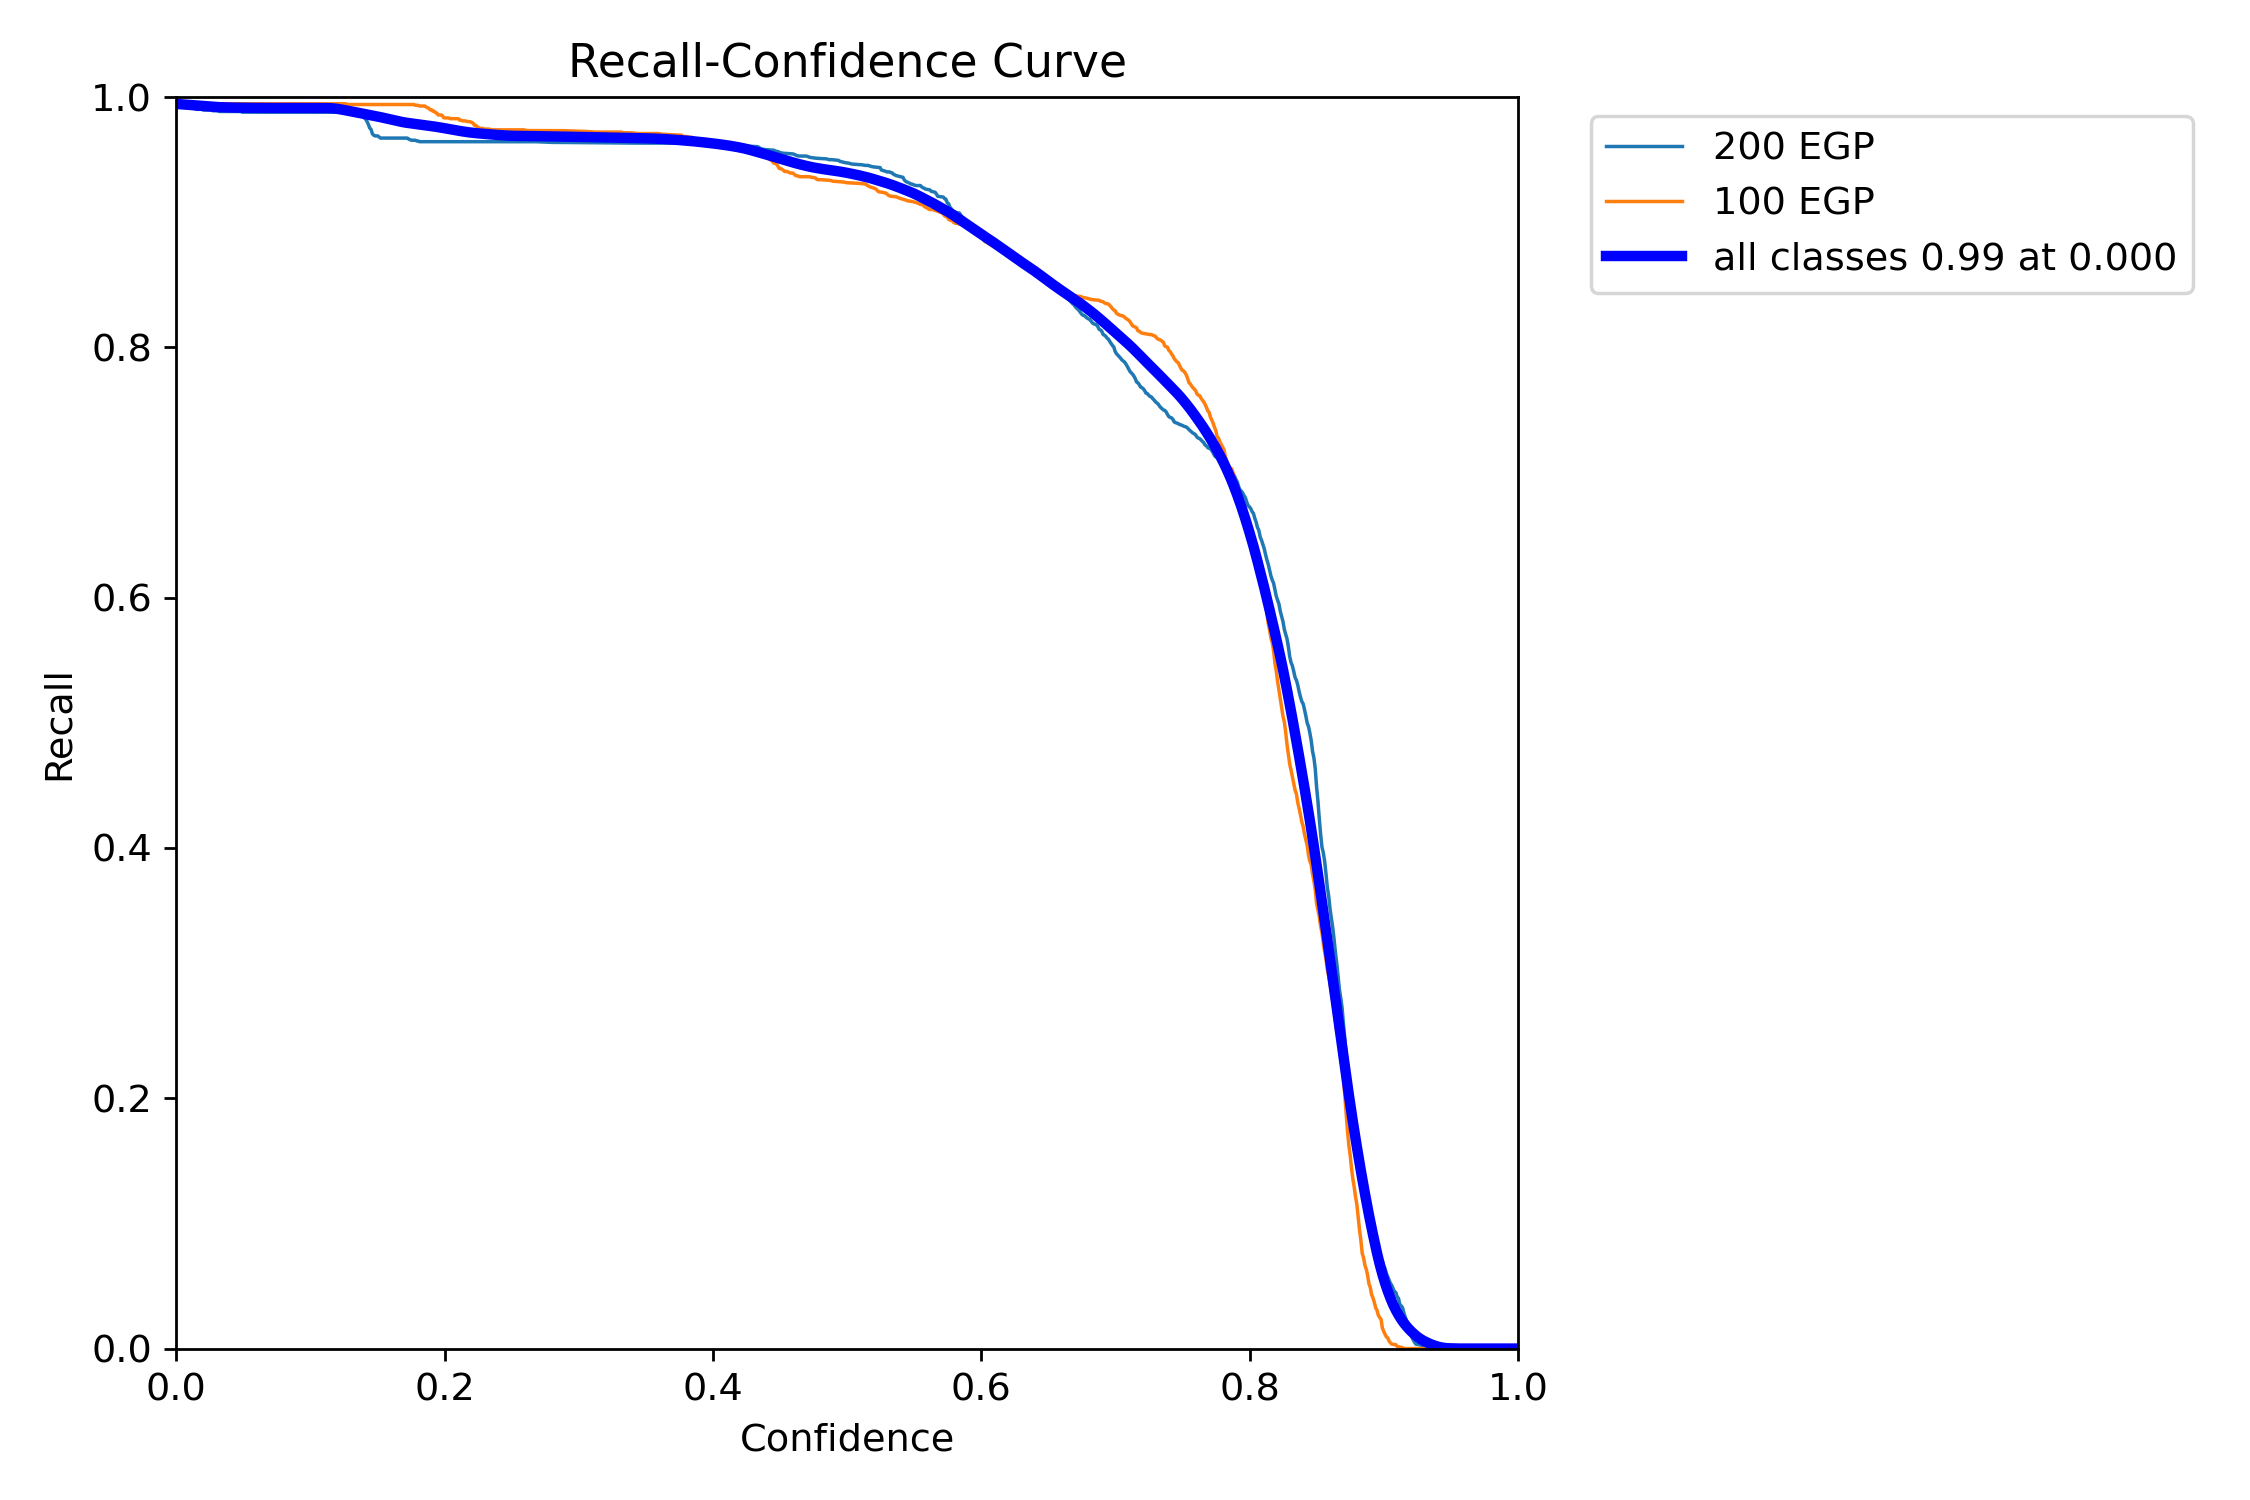 Recall-Confidence Curve
1.0
0.8
0.6
0.4
0.2
0.0
Recall
0.0 0.2 0.4 0.6 0.8 1.0
Confidence
200 EGP
100 EGP
all classes 0.99 at 0.000